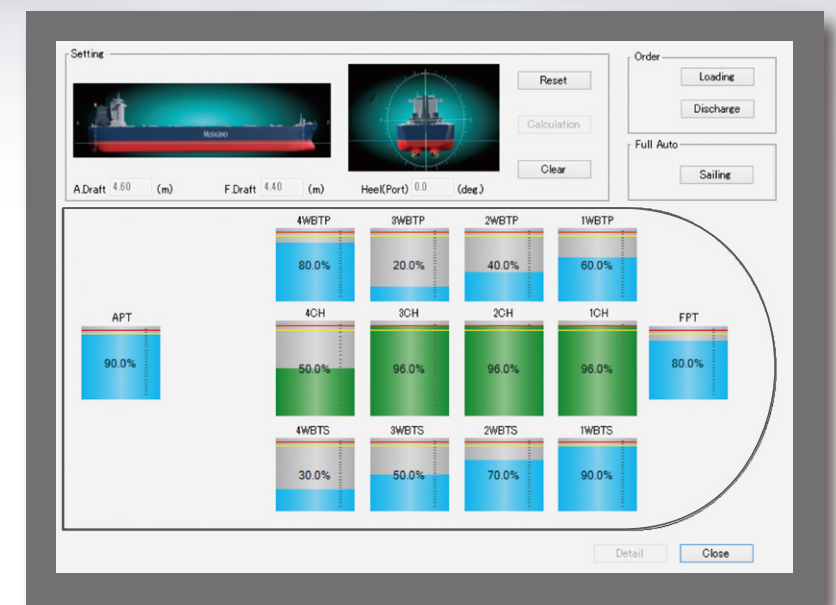 Setting
Order
Reset
Loading
Calculation
Discharge
MUSASINO
Full Auto
Clear
Sailing
A.Draft 4.60 (m) F.Draft 4.40 (m) Heel(Port) 0.0 (deg.)
4WBTP 3WBTP 2WBTP 1WBTP
80.0% 20.0% 40.0% 60.0%
APT 4CH 3CH 2CH 1CH FPT
90.0% 50.0% 96.0% 96.0% 96.0% 80.0%
4WBTS 3WBTS 2WBTS 1WBTS
30.0% 50.0% 70.0% 90.0%
Detail Close